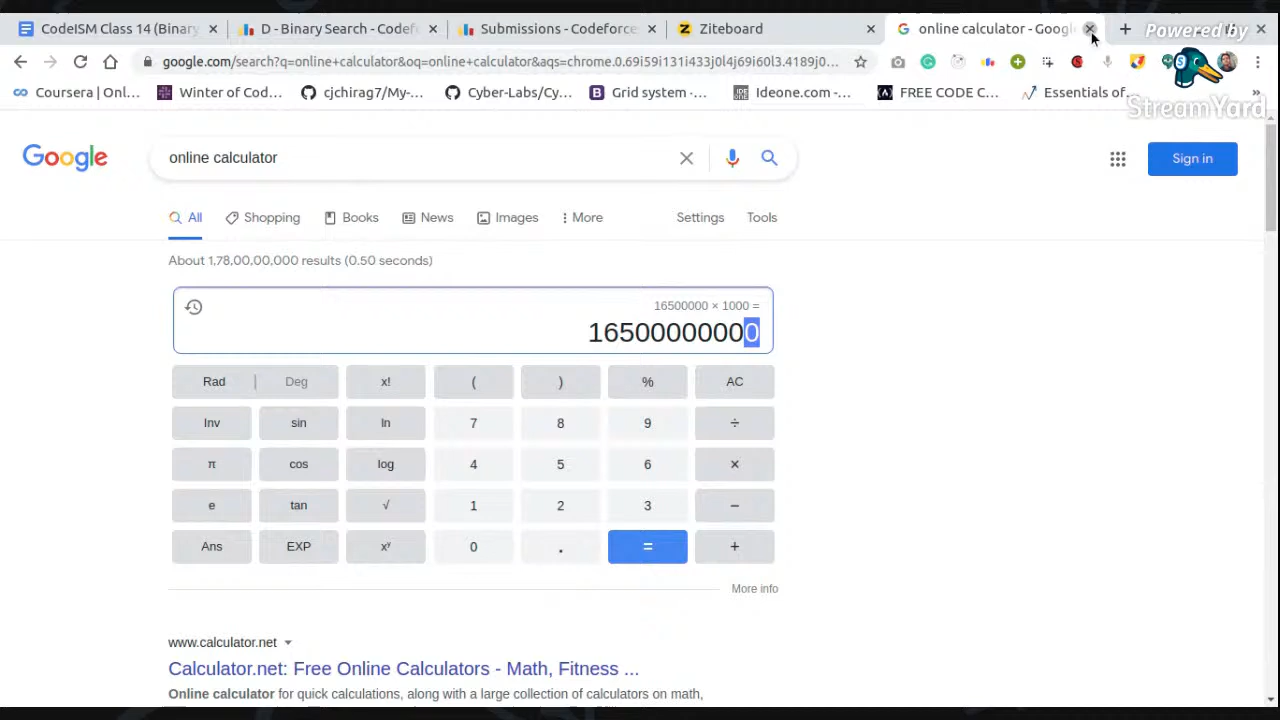 CodeISM Class 14 (Binary
D - Binary Search - Codef
Submissions - Codeforce
Ziteboard
online calculator - Googl
Powered by
google.com/search?q=online+calculator&oq=online+calculator&aqs=chrome.0.69i59i131i433j0l4j69i60l3.4189j0...
Coursera | Onl...
Winter of Cod...
cjchirag7/My-...
Cyber-Labs/Cy...
Grid system ·...
Ideone.com -...
FREE CODE C...
Essentials of...
»
StreamYard
Google
online calculator
Sign in
All
Shopping
Books
News
Images
More
Settings
Tools
About 1,78,00,00,000 results (0.50 seconds)
16500000 × 1000 =
16500000000
Rad | Deg x! ( ) % AC
Inv sin ln 7 8 9 ÷
π cos log 4 5 6 ×
e tan √ 1 2 3 −
Ans EXP xʸ 0 . = +
More info
www.calculator.net
Calculator.net: Free Online Calculators - Math, Fitness ...
Online calculator for quick calculations, along with a large collection of calculators on math,